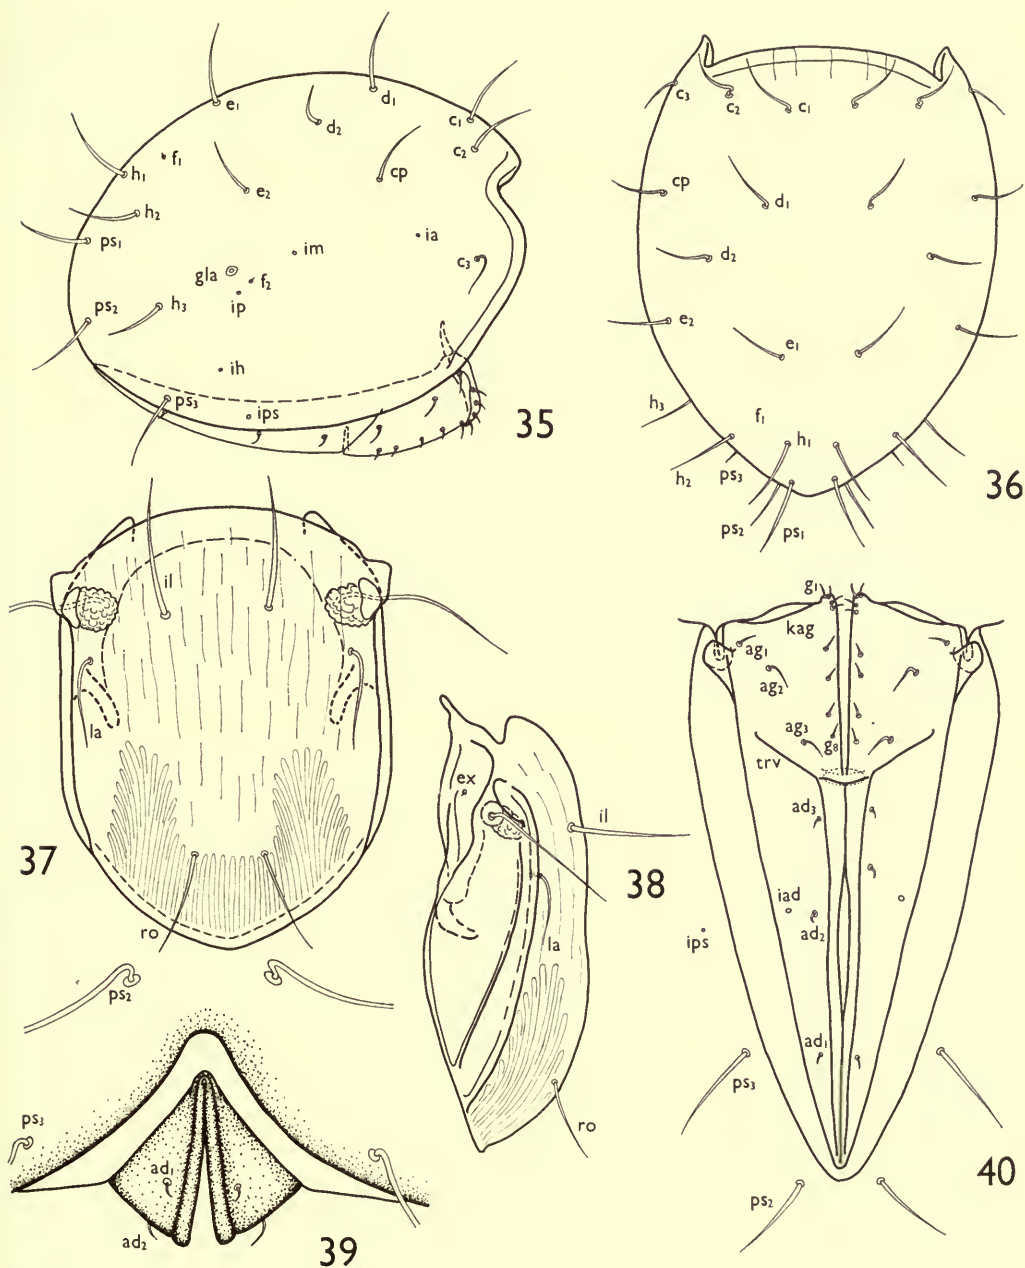 e1
d1
d2
c1
c2
f1
h1
e2
cp
h2
ps1
im
ia
gla
f2
c3
ip
ps2
h3
ih
ps3
ips
35
c3
c2
c1
cp
d1
d2
e2
e1
h3
f1
h1
h2
ps3
ps2
ps1
36
il
la
ro
37
ex
il
la
ro
38
ps2
ps3
ad1
ad2
39
g1
kag
ag1
ag2
ag3
g8
trv
ad3
iad
ad2
ips
ad1
ps3
ps2
40